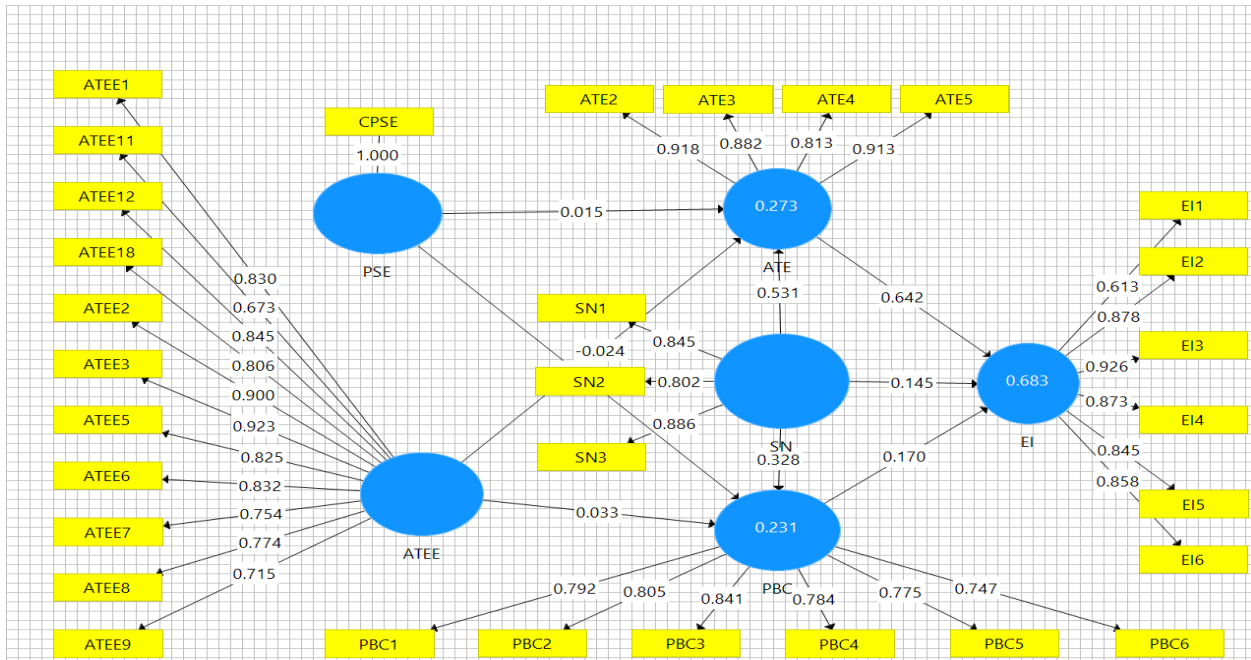 ATEE1
ATEE11
ATEE12
ATEE18
ATEE2
ATEE3
ATEE5
ATEE6
ATEE7
ATEE8
ATEE9
0.830
0.673
0.845
0.806
0.900
0.923
0.825
0.832
0.754
0.774
0.715
ATEE
CPSE
1.000
PSE
0.015
-0.024
0.033
ATE2
ATE3
ATE4
ATE5
0.918
0.882
0.813
0.913
0.273
ATE
0.531
0.642
SN1
SN2
SN3
0.845
0.802
0.886
SN
0.328
0.145
0.170
0.231
PBC
0.792
0.805
0.841
0.784
0.775
0.747
PBC1
PBC2
PBC3
PBC4
PBC5
PBC6
0.683
EI
0.613
0.878
0.926
0.873
0.845
0.858
EI1
EI2
EI3
EI4
EI5
EI6